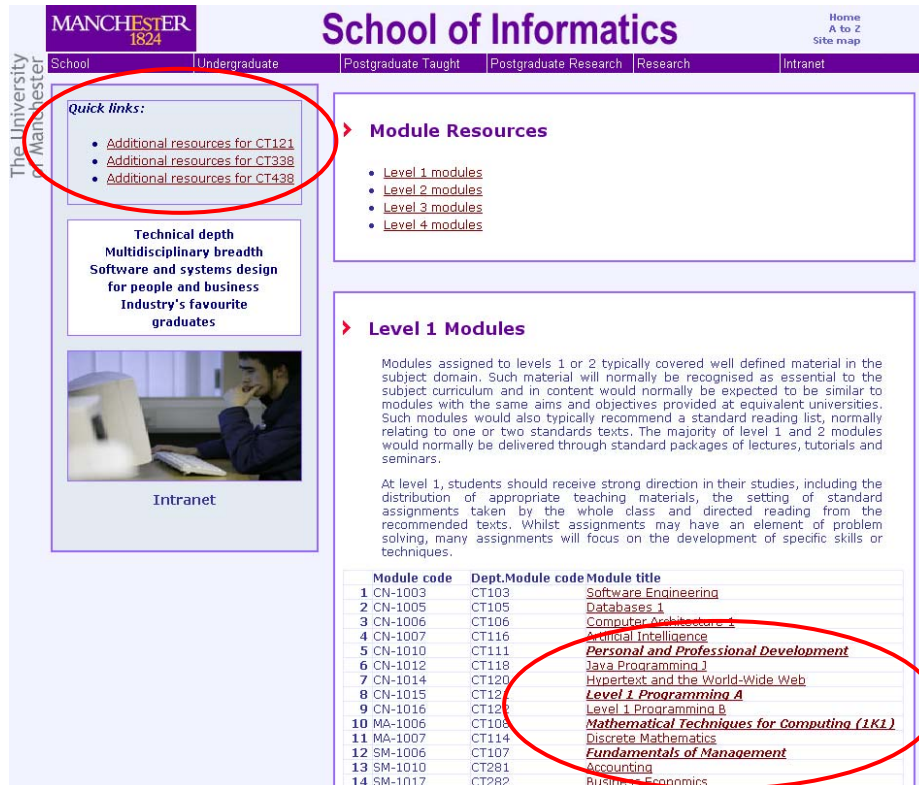 MANCHESTER
1824
The University
of Manchester
School of Informatics
Home
A to Z
Site map
School Undergraduate Postgraduate Taught Postgraduate Research Research Intranet
Quick links:
Additional resources for CT121
Additional resources for CT338
Additional resources for CT438
Technical depth
Multidisciplinary breadth
Software and systems design
for people and business
Industry's favourite
graduates
Intranet
Module Resources
Level 1 modules
Level 2 modules
Level 3 modules
Level 4 modules
Level 1 Modules
Modules assigned to levels 1 or 2 typically covered well defined material in the
subject domain. Such material will normally be recognised as essential to the
subject curriculum and in content would normally be expected to be similar to
modules with the same aims and objectives provided at equivalent universities.
Such modules would also typically recommend a standard reading list, normally
relating to one or two standards texts. The majority of level 1 and 2 modules
would normally be delivered through standard packages of lectures, tutorials and
seminars.
At level 1, students should receive strong direction in their studies, including the
distribution of appropriate teaching materials, the setting of standard
assignments taken by the whole class and directed reading from the
recommended texts. Whilst assignments may have an element of problem
solving, many assignments will focus on the development of specific skills or
techniques.
Module code Dept.Module code Module title
1 CN-1003 CT103 Software Engineering
2 CN-1005 CT105 Databases 1
3 CN-1006 CT106 Computer Architecture 1
4 CN-1007 CT116 Artificial Intelligence
5 CN-1010 CT111 Personal and Professional Development
6 CN-1012 CT118 Java Programming J
7 CN-1014 CT120 Hypertext and the World-Wide Web
8 CN-1015 CT121 Level 1 Programming A
9 CN-1016 CT122 Level 1 Programming B
10 MA-1006 CT108 Mathematical Techniques for Computing (1K1)
11 MA-1007 CT114 Discrete Mathematics
12 SM-1006 CT107 Fundamentals of Management
13 SM-1010 CT281 Accounting
14 SM-1017 CT282 Business Economics